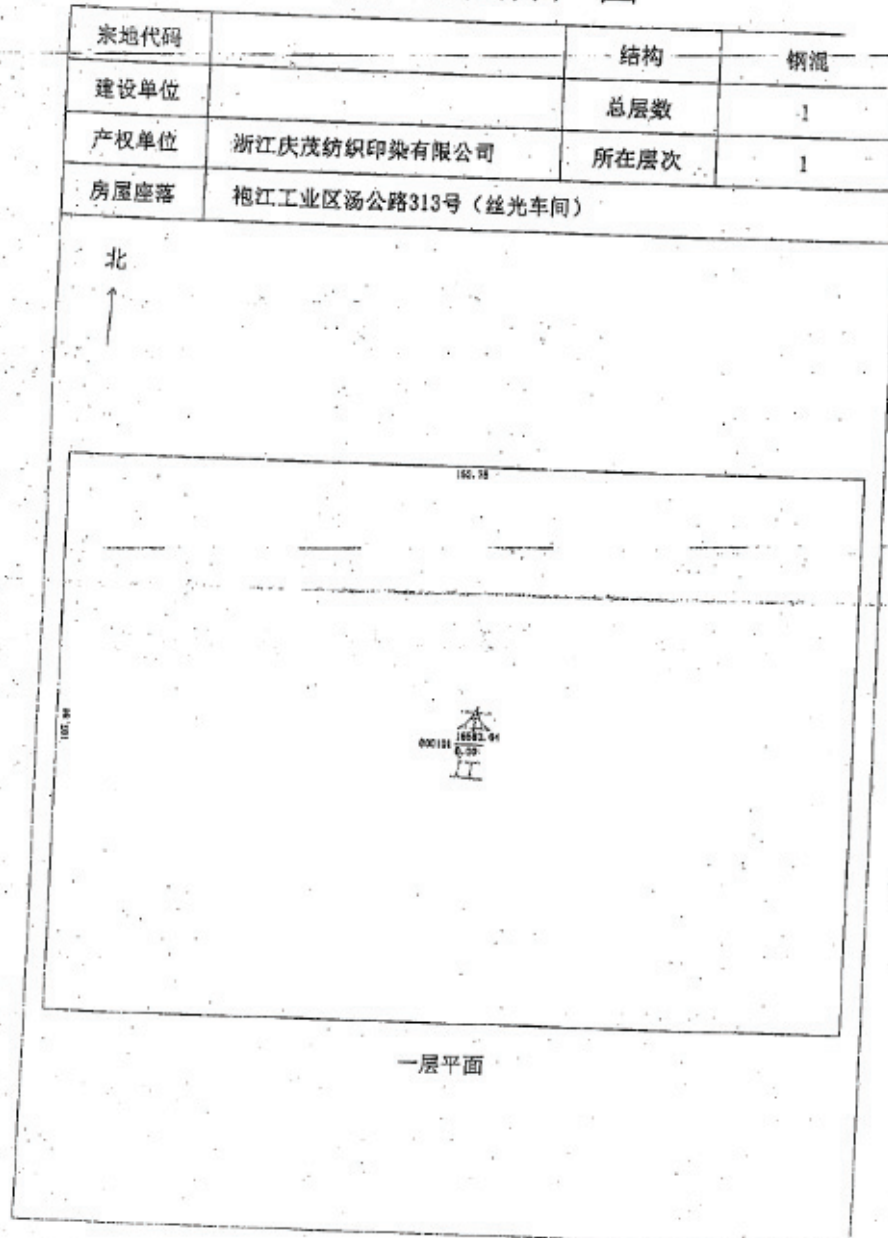 宗地代码 结构 钢混
建设单位 总层数 1
产权单位 浙江庆茂纺织印染有限公司 所在层次 1
房屋座落 袍江工业区汤公路313号（丝光车间）
北
000101
0.00
一层平面